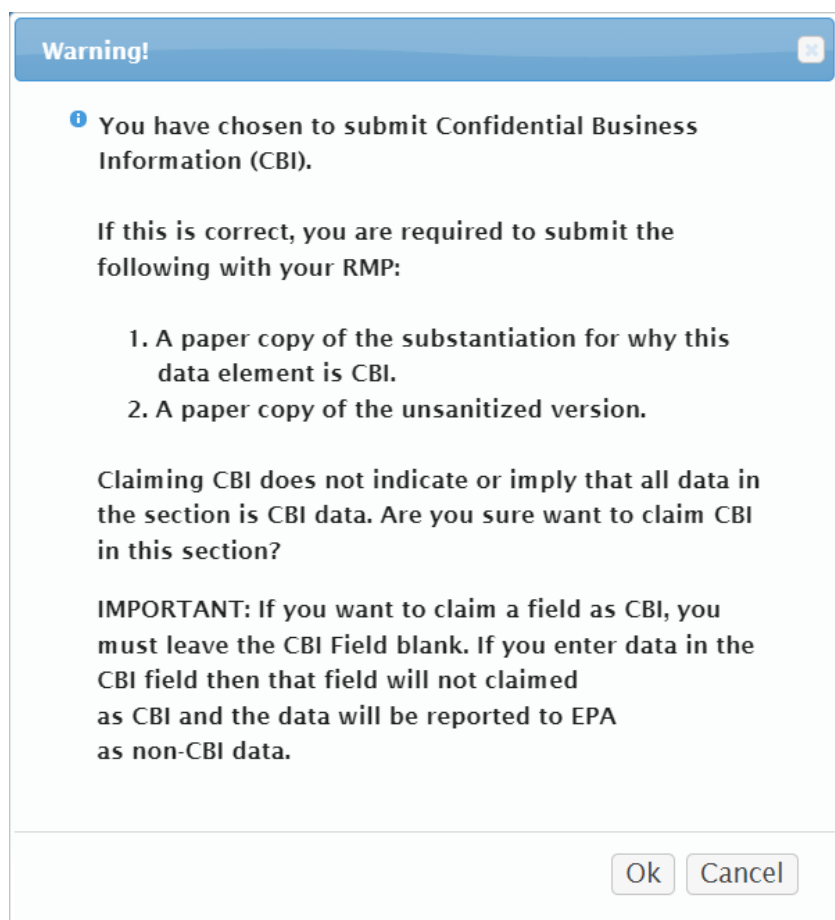 Warning!
You have chosen to submit Confidential Business
Information (CBI).
If this is correct, you are required to submit the
following with your RMP:
1. A paper copy of the substantiation for why this
data element is CBI.
2. A paper copy of the unsanitized version.
Claiming CBI does not indicate or imply that all data in
the section is CBI data. Are you sure want to claim CBI
in this section?
IMPORTANT: If you want to claim a field as CBI, you
must leave the CBI Field blank. If you enter data in the
CBI field then that field will not claimed
as CBI and the data will be reported to EPA
as non-CBI data.
Ok Cancel